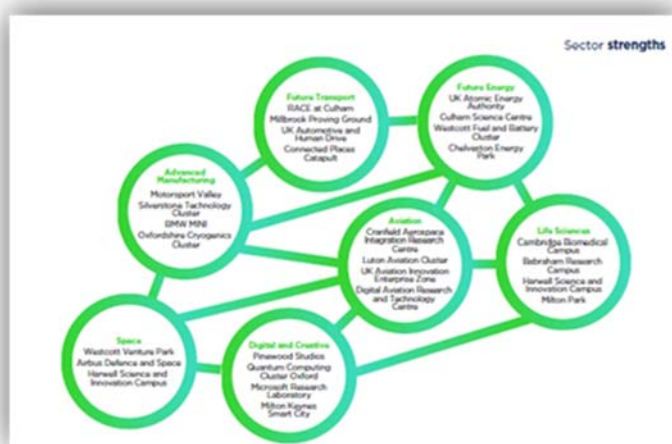 Sector strengths
Future Transport
RACE at Culham
Millbrook Proving Ground
UK Automotive and
Human Drive
Connected Places
Catapult
Future Energy
UK Atomic Energy
Authority
Culham Science Centre
Westcott Fuel and Battery
Cluster
Chelveston Energy
Park
Advanced
Manufacturing
Motorsport Valley
Silverstone Technology
Cluster
BMW MINI
Oxfordshire Cryogenics
Cluster
Aviation
Cranfield Aerospace
Integration Research
Centre
Luton Aviation Cluster
UK Aviation Innovation
Enterprise Zone
Digital Aviation Research
and Technology
Centre
Life Sciences
Cambridge Biomedical
Campus
Babraham Research
Campus
Harwell Science and
Innovation Campus
Milton Park
Space
Westcott Venture Park
Airbus Defence and Space
Harwell Science and
Innovation Campus
Digital and Creative
Pinewood Studios
Quantum Computing
Cluster Oxford
Microsoft Research
Laboratory
Milton Keynes
Smart City